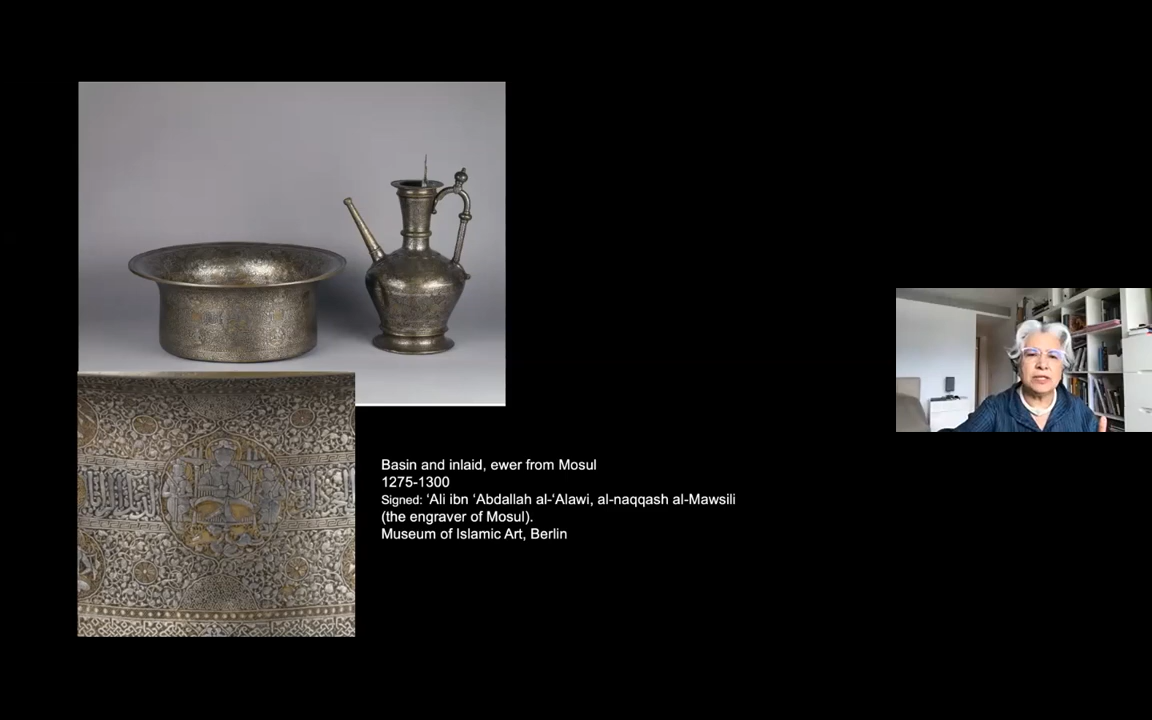 Basin and inlaid, ewer from Mosul
1275-1300
Signed: ‘Ali ibn ‘Abdallah al-‘Alawi, al-naqqash al-Mawsili
(the engraver of Mosul).
Museum of Islamic Art, Berlin